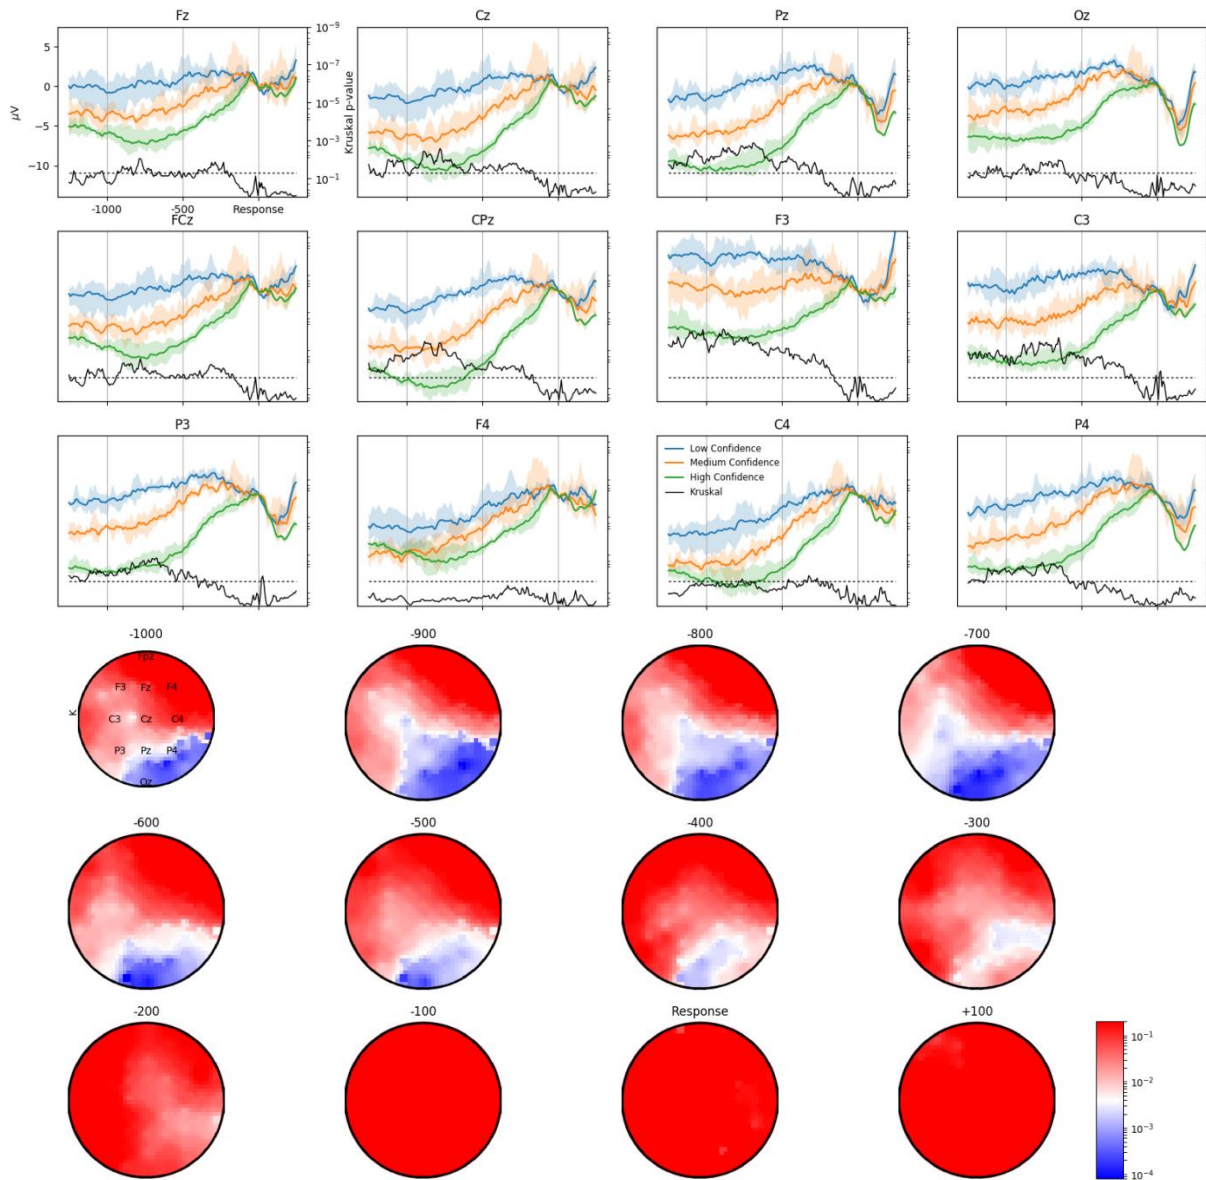 Fz
Cz
Pz
Oz
5
0
−5
−10
μV
10⁻⁹
10⁻⁷
10⁻⁵
10⁻³
10⁻¹
Kruskal p-value
-1000
-500
Response
FCz
CPz
F3
C3
P3
F4
C4
P4
Low Confidence
Medium Confidence
High Confidence
Kruskal
-1000
-900
-800
-700
Fpz
F3 Fz F4
C3 Cz C4
P3 Pz P4
Oz
K
-600
-500
-400
-300
-200
-100
Response
+100
10⁻¹
10⁻²
10⁻³
10⁻⁴